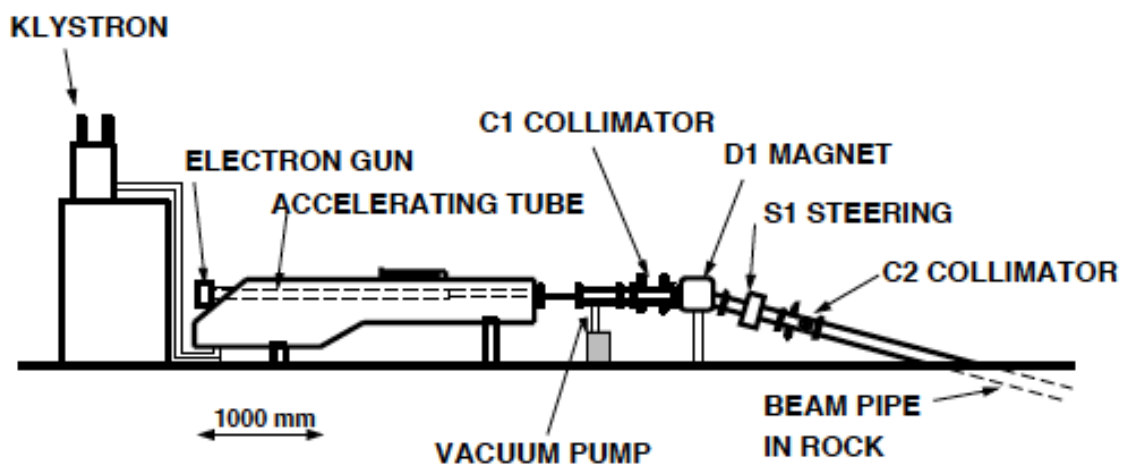 KLYSTRON
C1 COLLIMATOR
D1 MAGNET
ELECTRON GUN
ACCELERATING TUBE
S1 STEERING
C2 COLLIMATOR
1000 mm
VACUUM PUMP
BEAM PIPE
IN ROCK